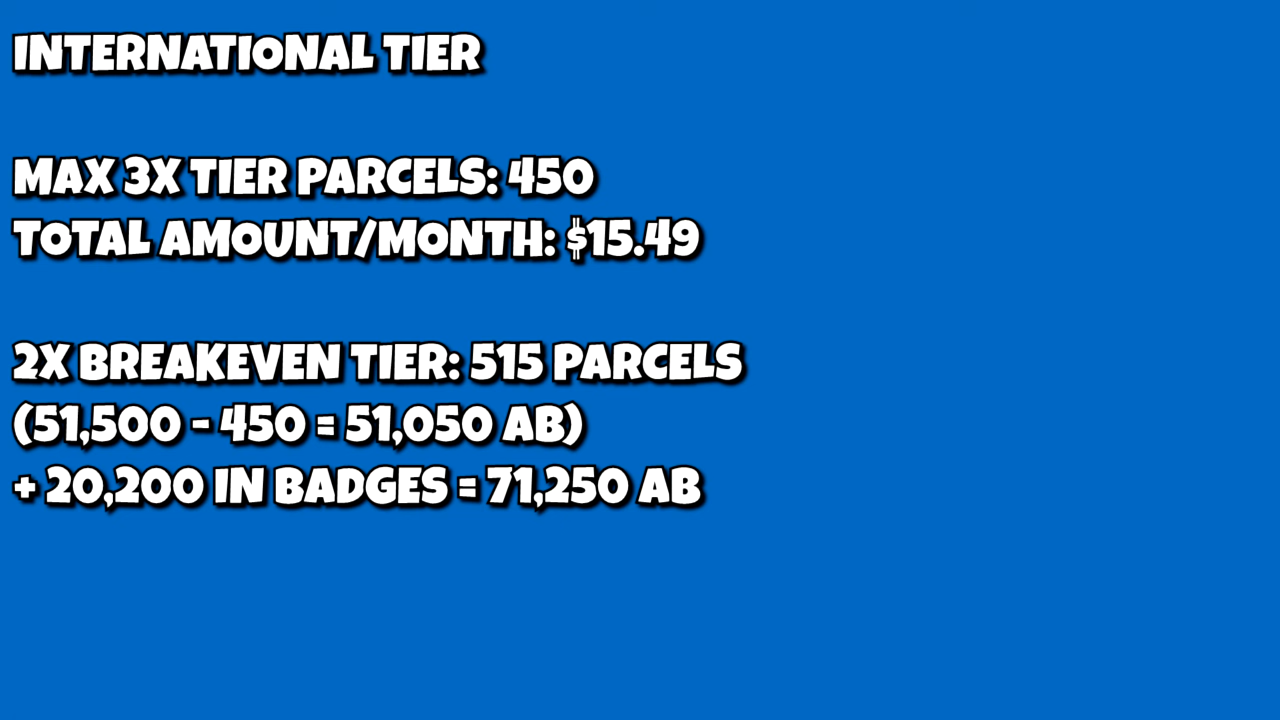 INTERNATIONAL TIER
MAX 3X TIER PARCELS: 450
TOTAL AMOUNT/MONTH: $15.49
2X BREAKEVEN TIER: 515 PARCELS
(51,500 - 450 = 51,050 AB)
+ 20,200 IN BADGES = 71,250 AB